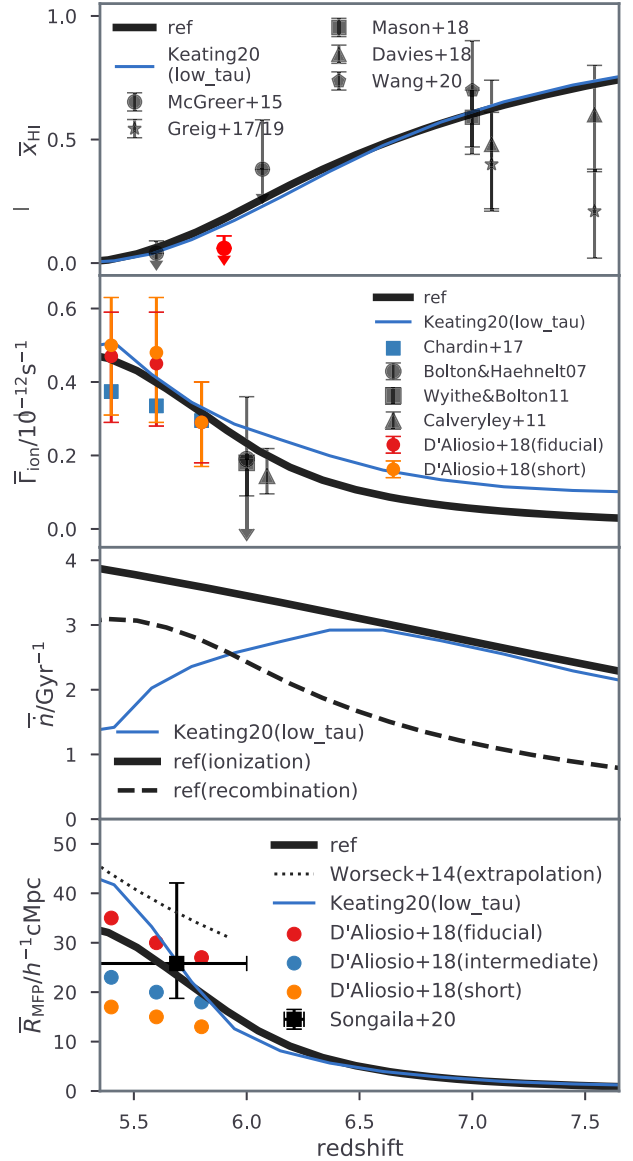 1
ref
Keating20
(low_tau)
McGreer+15
Greig+17/19
Mason+18
Davies+18
Wang+20
0.5
0.0
x̅HI
0.6
0.4
0.2
0.0
Γ̅ion/10⁻¹²s⁻¹
ref
Keating20(low_tau)
Chardin+17
Bolton&Haehnelt07
Wyithe&Bolton11
Calveryley+11
D'Aliosio+18(fiducial)
D'Aliosio+18(short)
4
3
2
1
0
ṅ̅/Gyr⁻¹
Keating20(low_tau)
ref(ionization)
ref(recombination)
50
40
30
20
10
0
R̅MFP/h⁻¹cMpc
ref
Worseck+14(extrapolation)
Keating20(low_tau)
D'Aliosio+18(fiducial)
D'Aliosio+18(intermediate)
D'Aliosio+18(short)
Songaila+20
5.5 6.0 6.5 7.0 7.5
redshift